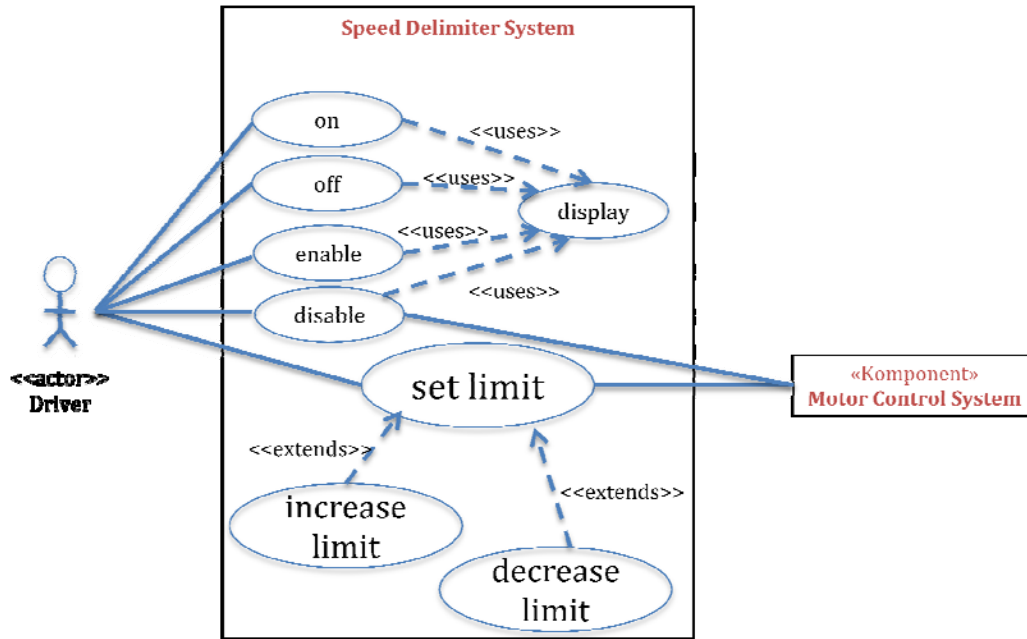 Speed Delimiter System
on
<<uses>>
off
<<uses>>
display
<<uses>>
enable
<<uses>>
disable
<<actor>>
Driver
set limit
«Komponent»
Motor Control System
<<extends>>
<<extends>>
increase
limit
decrease
limit